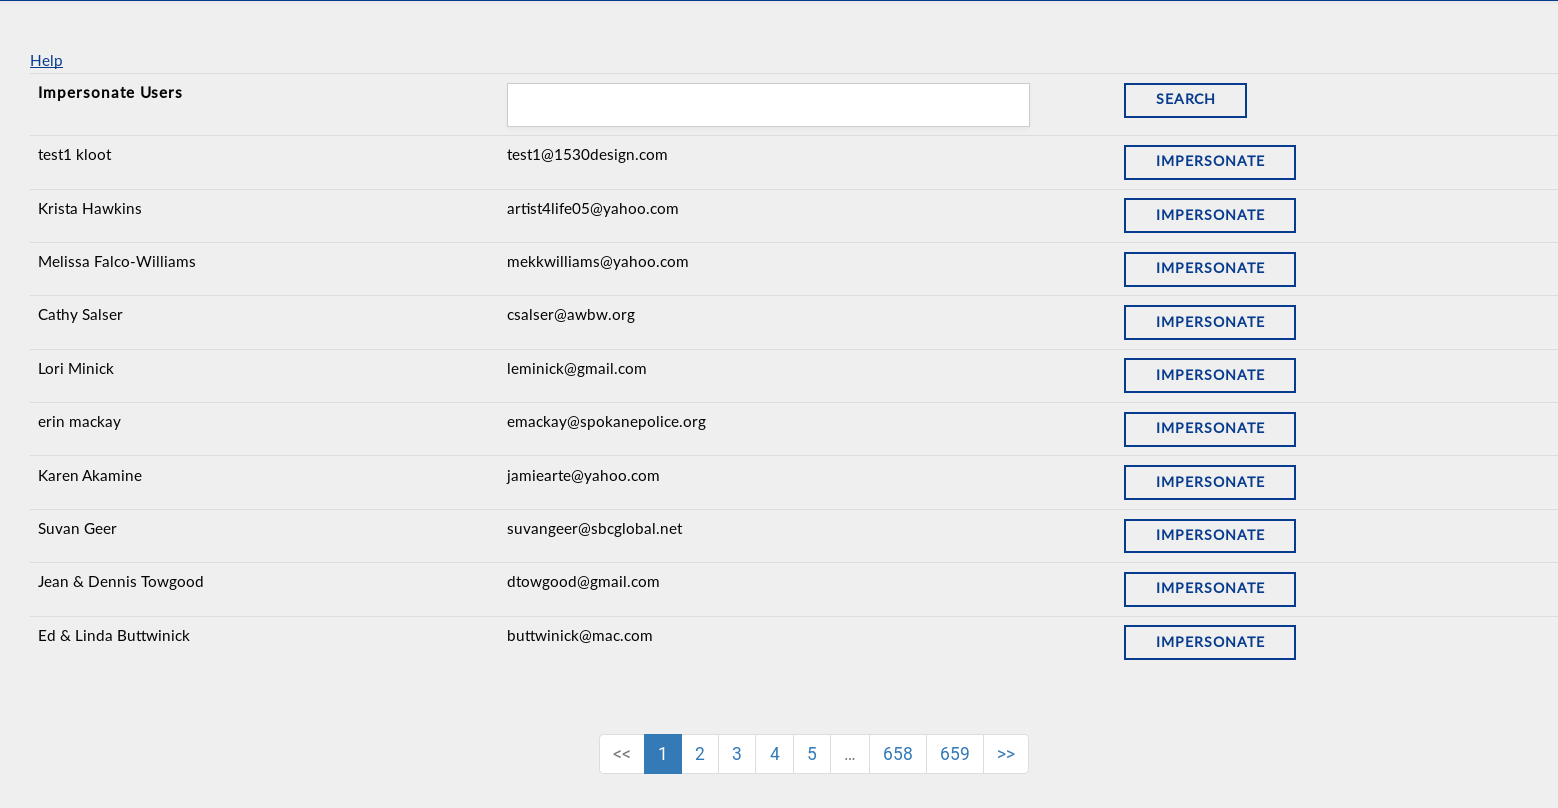 Help
Impersonate Users SEARCH
test1 kloot test1@1530design.com IMPERSONATE
Krista Hawkins artist4life05@yahoo.com IMPERSONATE
Melissa Falco-Williams mekkwilliams@yahoo.com IMPERSONATE
Cathy Salser csalser@awbw.org IMPERSONATE
Lori Minick leminick@gmail.com IMPERSONATE
erin mackay emackay@spokanepolice.org IMPERSONATE
Karen Akamine jamiearte@yahoo.com IMPERSONATE
Suvan Geer suvangeer@sbcglobal.net IMPERSONATE
Jean & Dennis Towgood dtowgood@gmail.com IMPERSONATE
Ed & Linda Buttwinick buttwinick@mac.com IMPERSONATE
<< 1 2 3 4 5 ... 658 659 >>